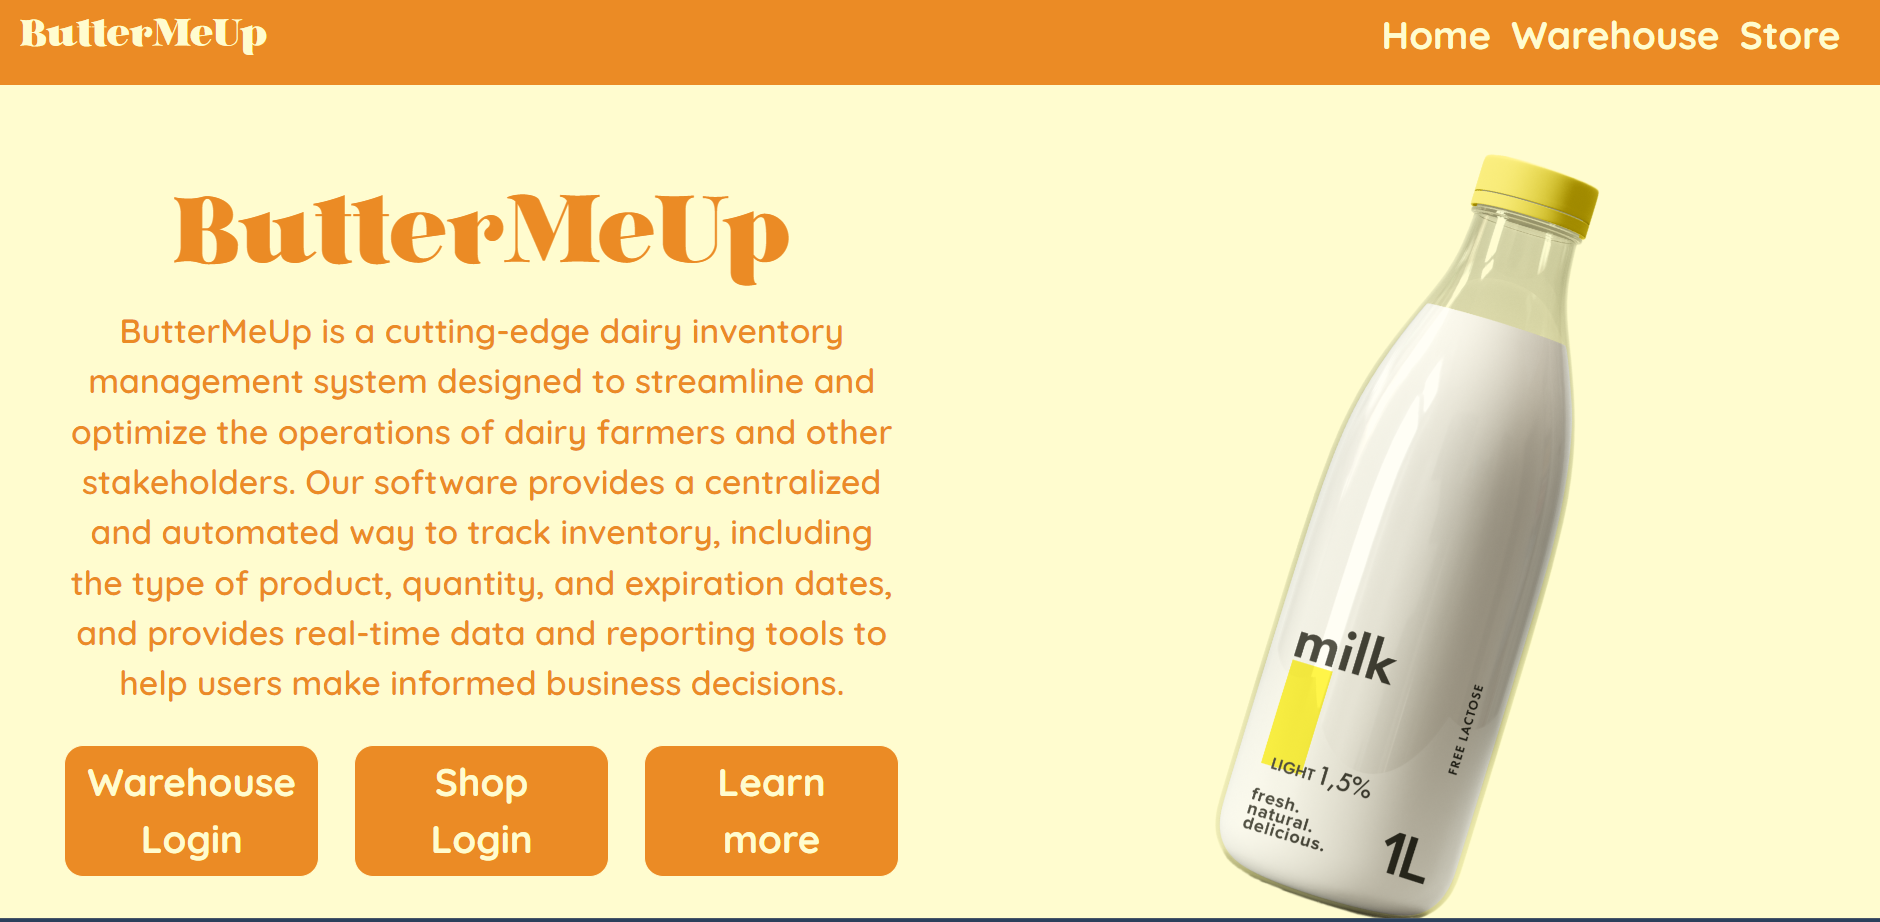 ButterMeUp
Home Warehouse Store
ButterMeUp
ButterMeUp is a cutting-edge dairy inventory
management system designed to streamline and
optimize the operations of dairy farmers and other
stakeholders. Our software provides a centralized
and automated way to track inventory, including
the type of product, quantity, and expiration dates,
and provides real-time data and reporting tools to
help users make informed business decisions.
Warehouse
Login
Shop
Login
Learn
more
milk
LIGHT 1,5%
fresh.
natural.
delicious.
1L
FREE LACTOSE